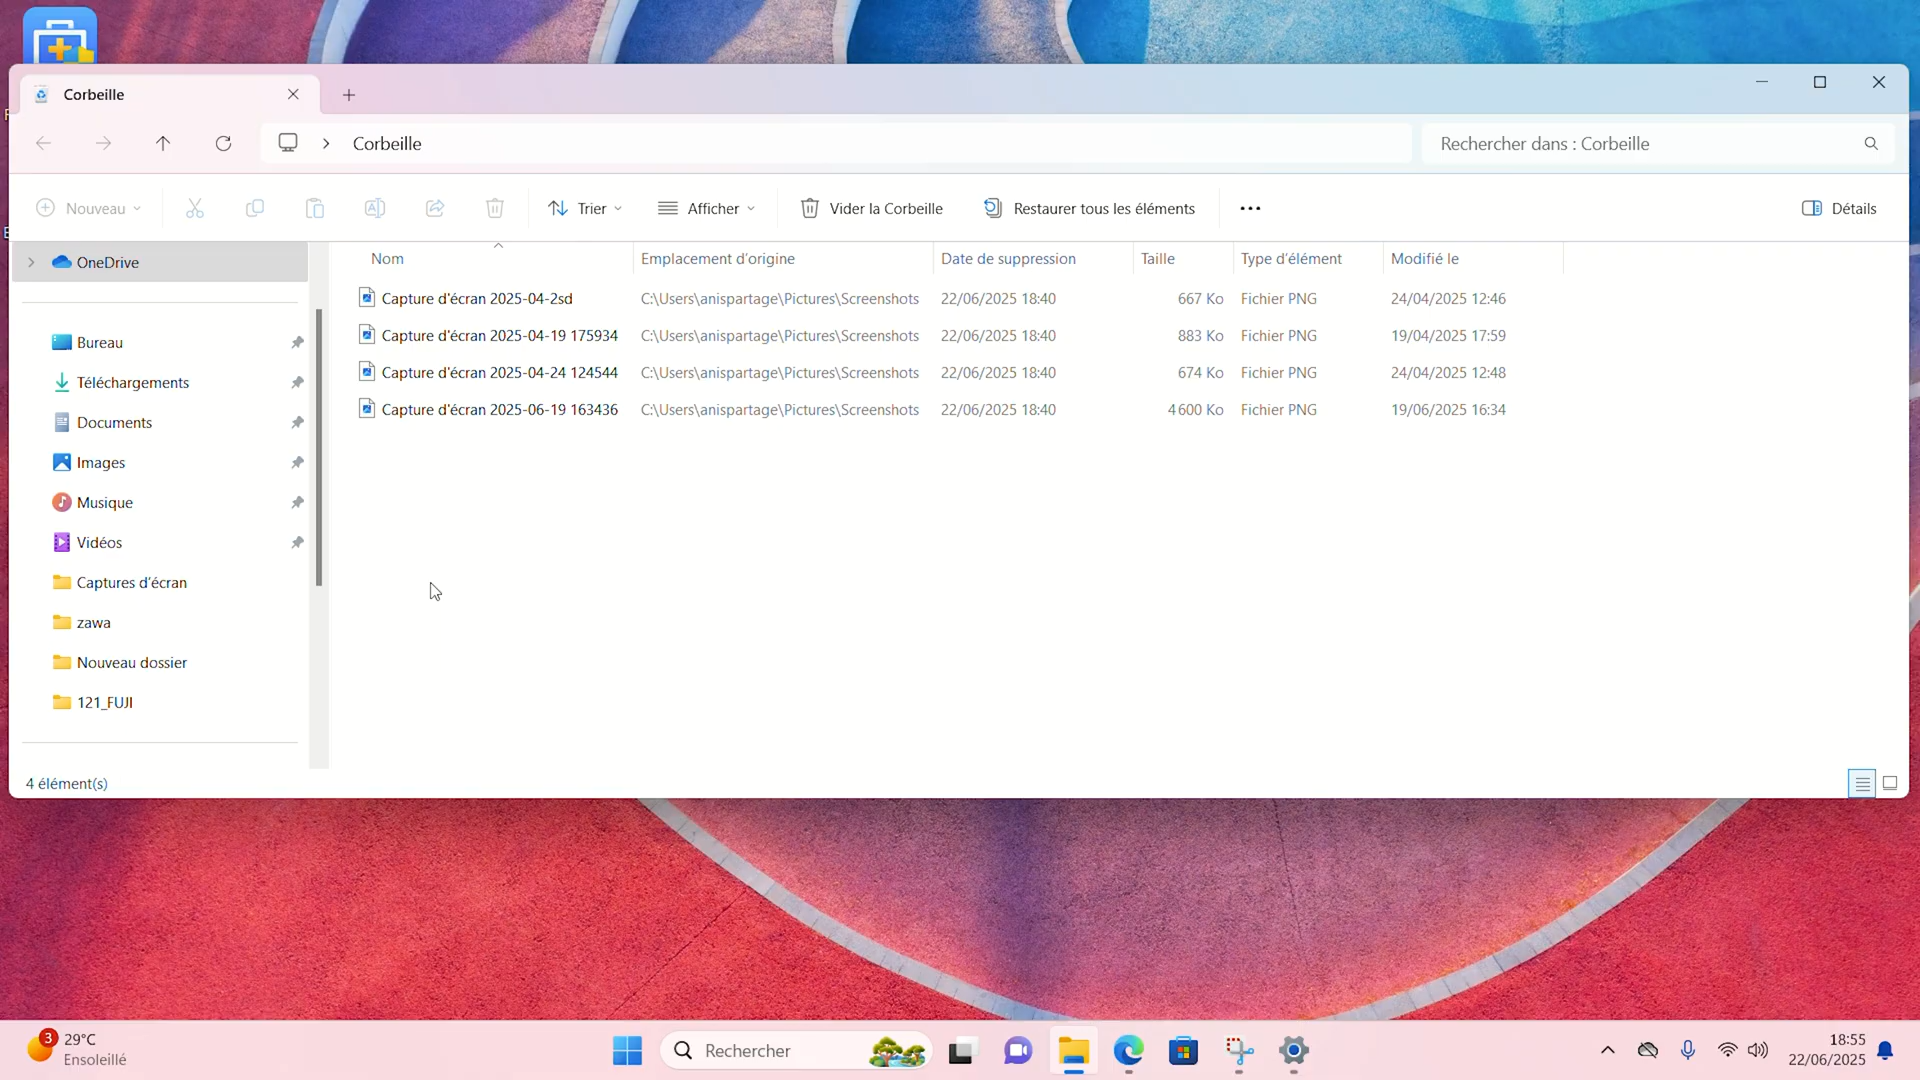 Corbeille
Corbeille
Rechercher dans : Corbeille
Nouveau
Trier
Afficher
Vider la Corbeille
Restaurer tous les éléments
Détails
OneDrive
Bureau
Téléchargements
Documents
Images
Musique
Vidéos
Captures d'écran
zawa
Nouveau dossier
121_FUJI
Nom Emplacement d'origine Date de suppression Taille Type d'élément Modifié le
Capture d'écran 2025-04-2sd C:\Users\anispartage\Pictures\Screenshots 22/06/2025 18:40 667 Ko Fichier PNG 24/04/2025 12:46
Capture d'écran 2025-04-19 175934 C:\Users\anispartage\Pictures\Screenshots 22/06/2025 18:40 883 Ko Fichier PNG 19/04/2025 17:59
Capture d'écran 2025-04-24 124544 C:\Users\anispartage\Pictures\Screenshots 22/06/2025 18:40 674 Ko Fichier PNG 24/04/2025 12:48
Capture d'écran 2025-06-19 163436 C:\Users\anispartage\Pictures\Screenshots 22/06/2025 18:40 4 600 Ko Fichier PNG 19/06/2025 16:34
4 élément(s)
3
29°C
Ensoleillé
Rechercher
18:55
22/06/2025